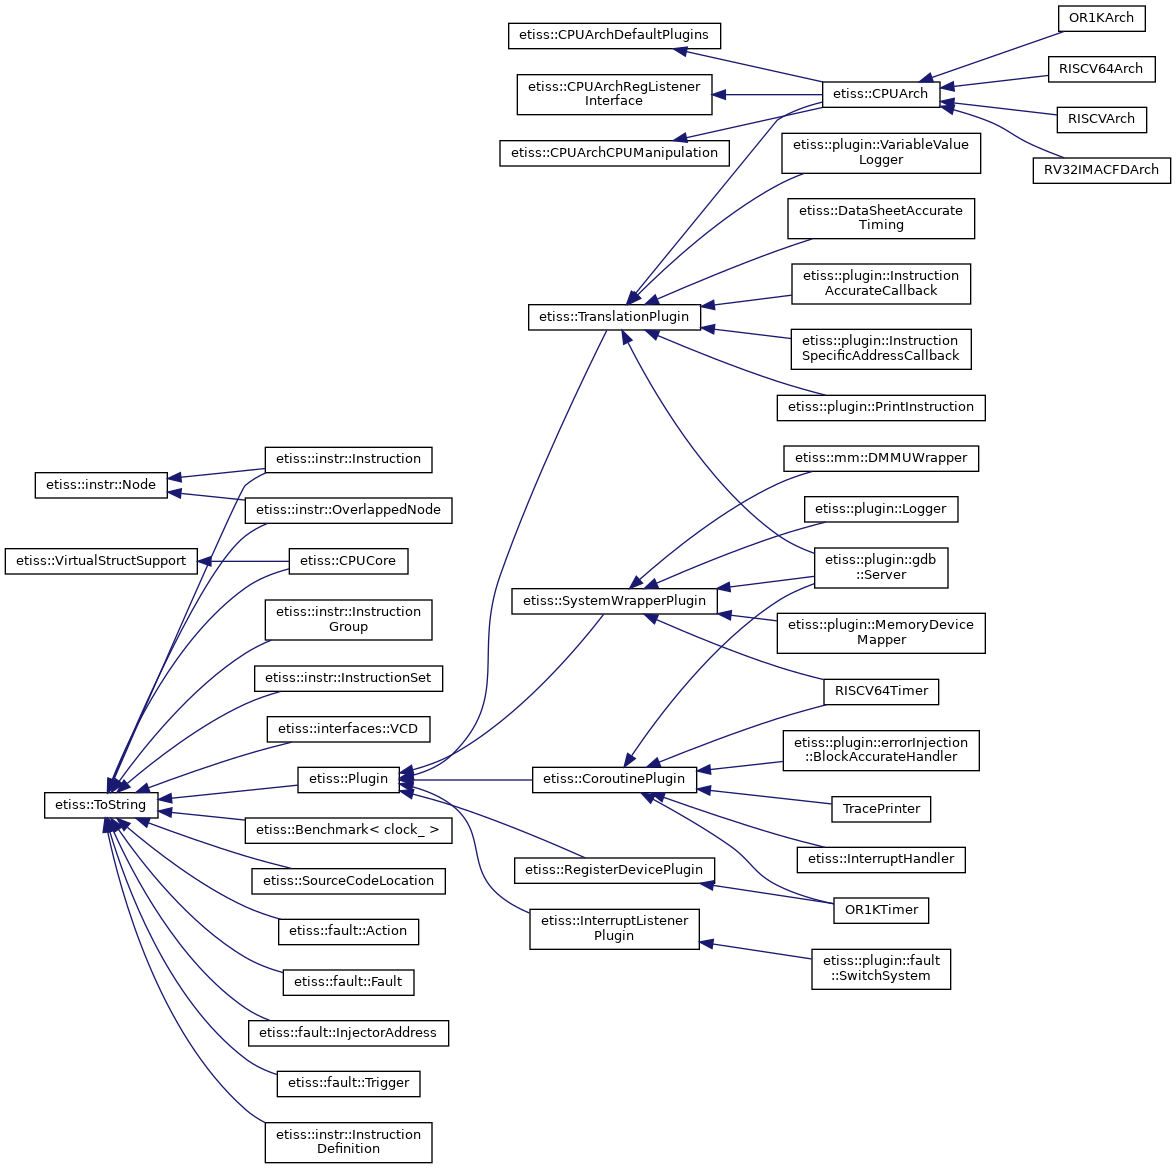 OR1KArch
etiss::CPUArchDefaultPlugins
RISCV64Arch
etiss::CPUArchRegListener
Interface
etiss::CPUArch
RISCVArch
etiss::CPUArchCPUManipulation
etiss::plugin::VariableValue
Logger
RV32IMACFDArch
etiss::DataSheetAccurate
Timing
etiss::plugin::Instruction
AccurateCallback
etiss::TranslationPlugin
etiss::plugin::Instruction
SpecificAddressCallback
etiss::plugin::PrintInstruction
etiss::instr::Instruction
etiss::mm::DMMUWrapper
etiss::instr::Node
etiss::instr::OverlappedNode
etiss::plugin::Logger
etiss::VirtualStructSupport
etiss::CPUCore
etiss::plugin::gdb
::Server
etiss::SystemWrapperPlugin
etiss::instr::Instruction
Group
etiss::plugin::MemoryDevice
Mapper
etiss::instr::InstructionSet
RISCV64Timer
etiss::interfaces::VCD
etiss::plugin::errorInjection
::BlockAccurateHandler
etiss::Plugin
etiss::CoroutinePlugin
etiss::ToString
TracePrinter
etiss::Benchmark< clock_ >
etiss::InterruptHandler
etiss::RegisterDevicePlugin
etiss::SourceCodeLocation
OR1KTimer
etiss::InterruptListener
Plugin
etiss::fault::Action
etiss::plugin::fault
::SwitchSystem
etiss::fault::Fault
etiss::fault::InjectorAddress
etiss::fault::Trigger
etiss::instr::Instruction
Definition